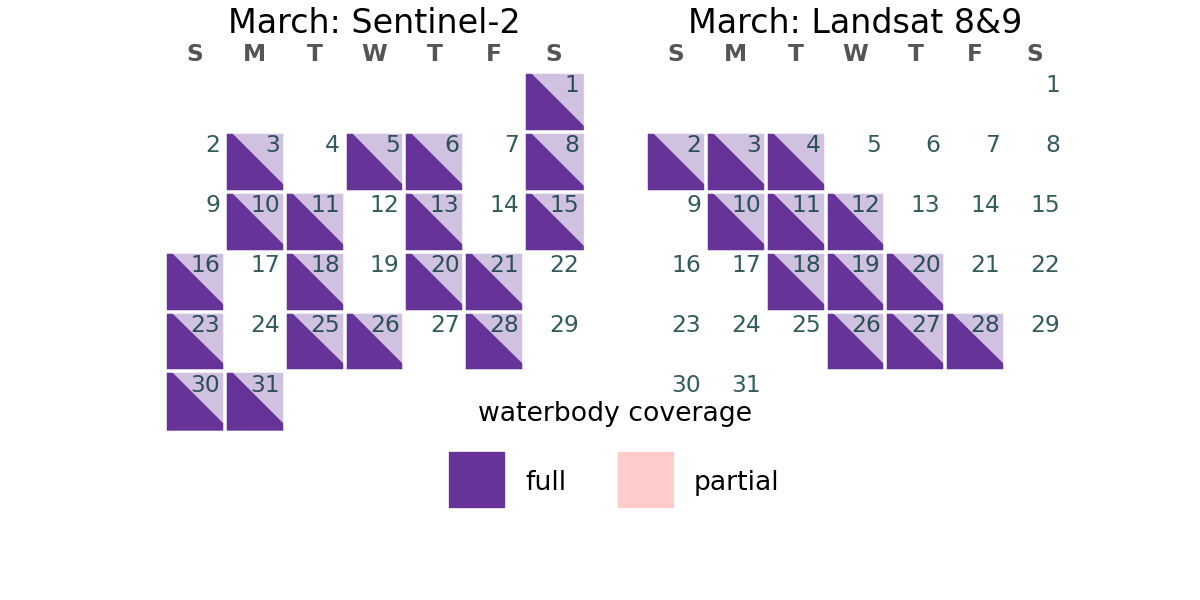 March: Sentinel-2
S M T W T F S
1
2 3 4 5 6 7 8
9 10 11 12 13 14 15
16 17 18 19 20 21 22
23 24 25 26 27 28 29
30 31
March: Landsat 8&9
S M T W T F S
1
2 3 4 5 6 7 8
9 10 11 12 13 14 15
16 17 18 19 20 21 22
23 24 25 26 27 28 29
30 31
waterbody coverage
full partial